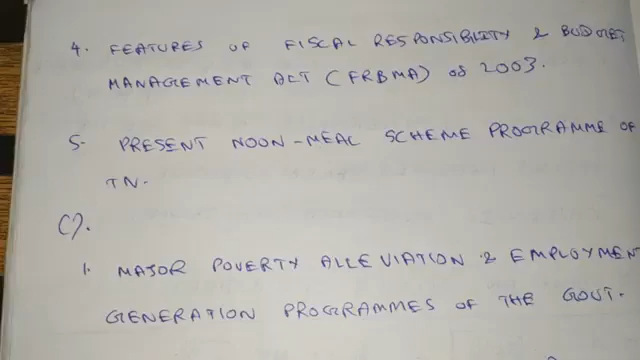 4. FEATURES OF FISCAL RESPONSIBILITY & BUDGET
MANAGEMENT ACT (FRBMA) OF 2003.
5. PRESENT NOON-MEAL SCHEME PROGRAMME OF
TN.
C).
1. MAJOR POVERTY ALLEVIATION & EMPLOYMENT
GENERATION PROGRAMMES OF THE GOVT.